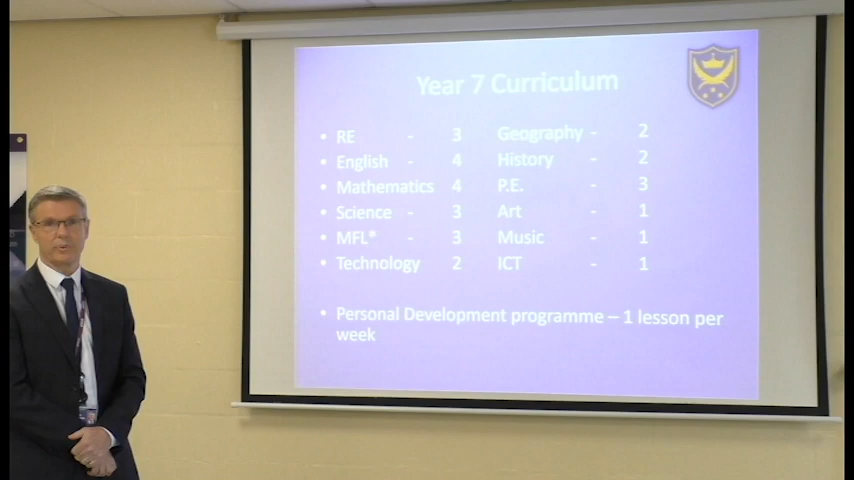 Year 7 Curriculum
• RE - 3 Geography - 2
• English - 4 History - 2
• Mathematics 4 P.E. - 3
• Science - 3 Art - 1
• MFL* - 3 Music - 1
• Technology 2 ICT - 1
• Personal Development programme – 1 lesson per
week